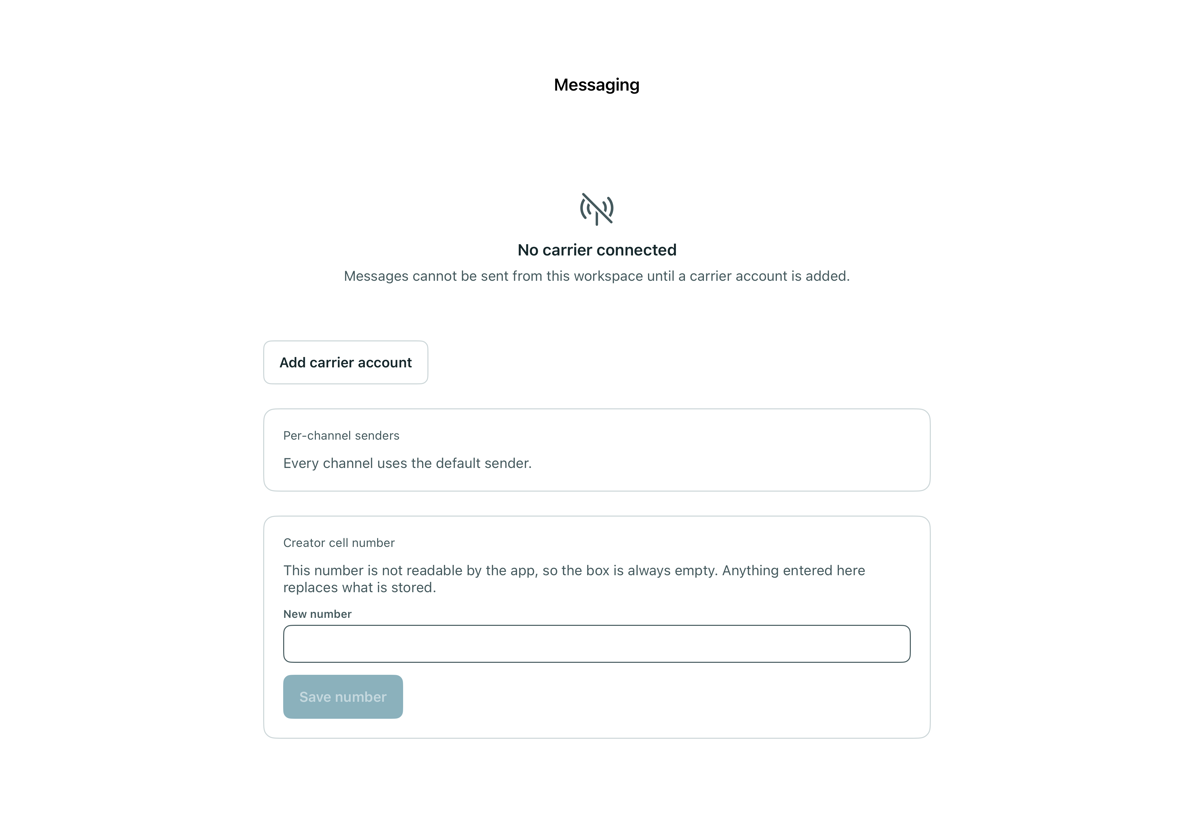 Messaging
No carrier connected
Messages cannot be sent from this workspace until a carrier account is added.
Add carrier account
Per-channel senders
Every channel uses the default sender.
Creator cell number
This number is not readable by the app, so the box is always empty. Anything entered here
replaces what is stored.
New number
Save number